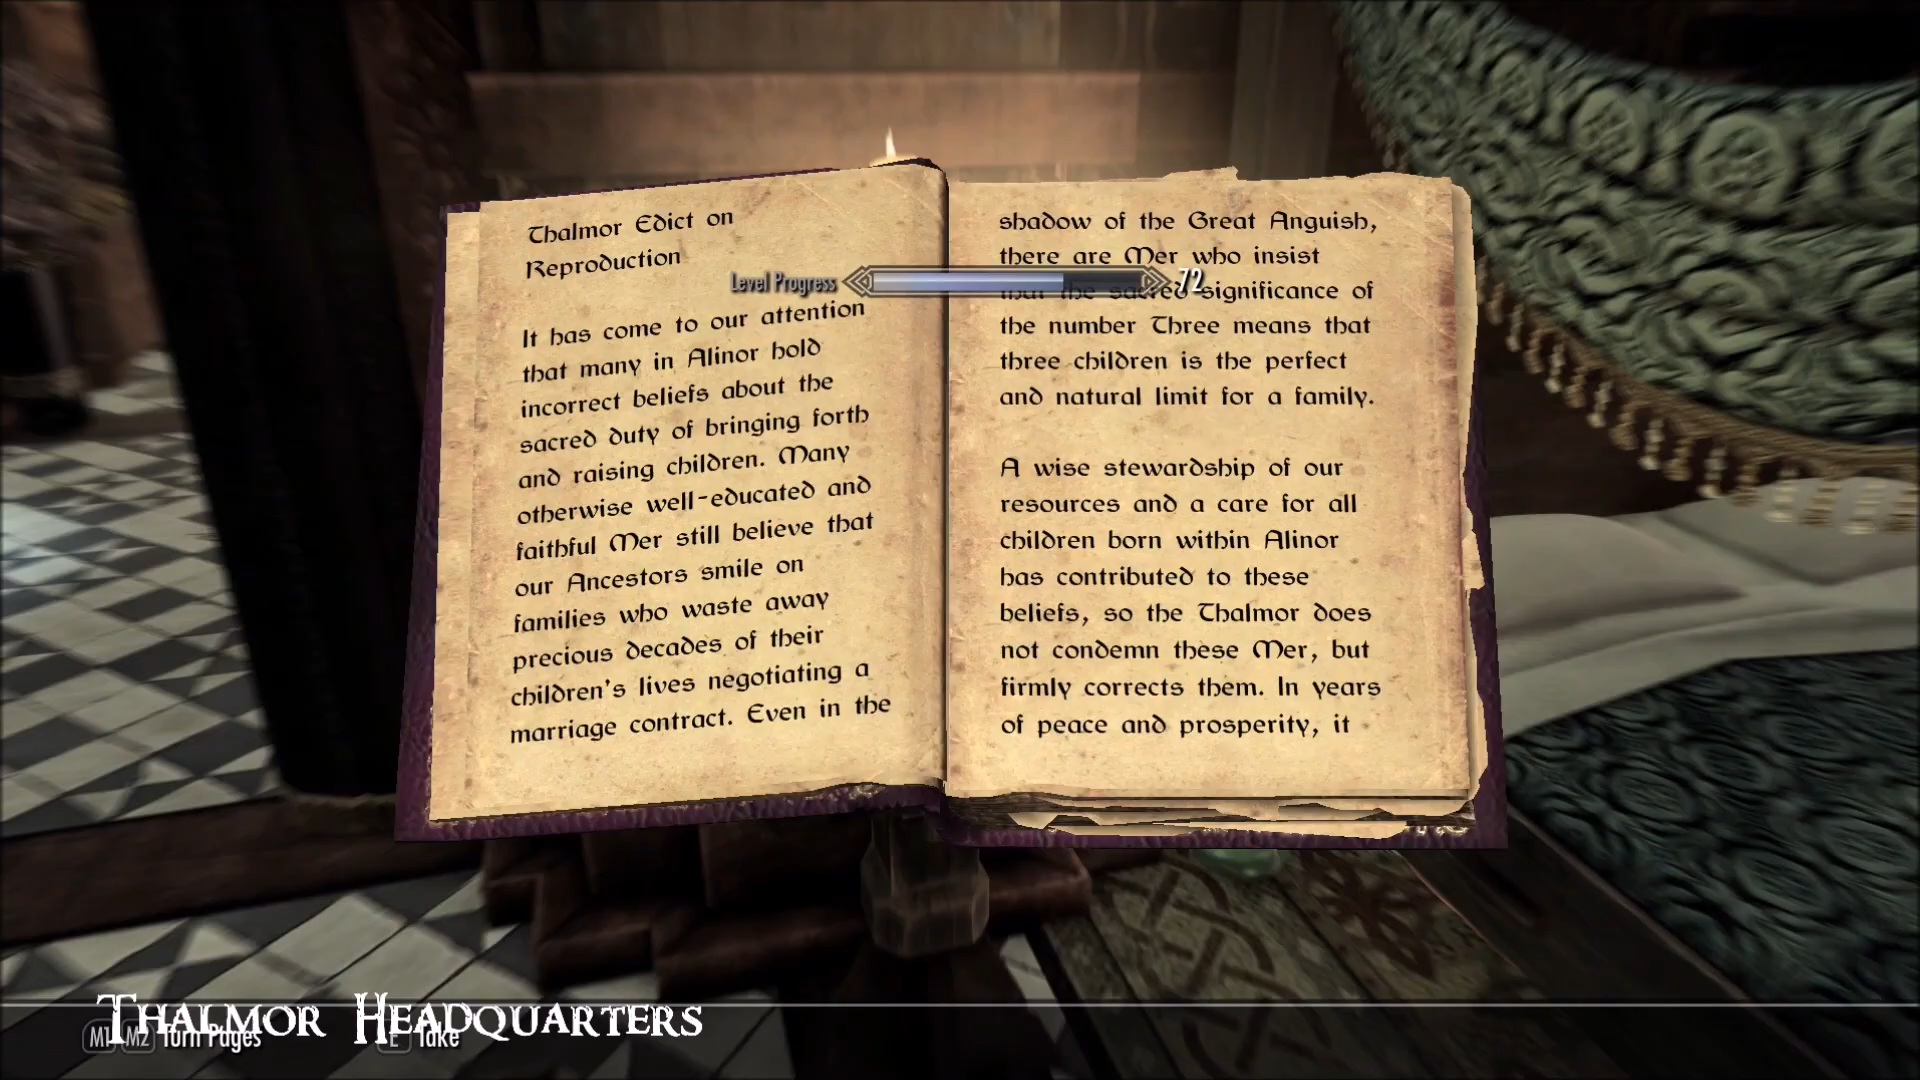 Thalmor Edict on
Reproduction
It has come to our attention
that many in Alinor hold
incorrect beliefs about the
sacred duty of bringing forth
and raising children. Many
otherwise well-educated and
faithful Mer still believe that
our Ancestors smile on
families who waste away
precious decades of their
children's lives negotiating a
marriage contract. Even in the
shadow of the Great Anguish,
there are Mer who insist
that the sacred significance of
the number Three means that
three children is the perfect
and natural limit for a family.
A wise stewardship of our
resources and a care for all
children born within Alinor
has contributed to these
beliefs, so the Thalmor does
not condemn these Mer, but
firmly corrects them. In years
of peace and prosperity, it
Level Progress 72
Thalmor Headquarters
M1 M2 Turn Pages E Take